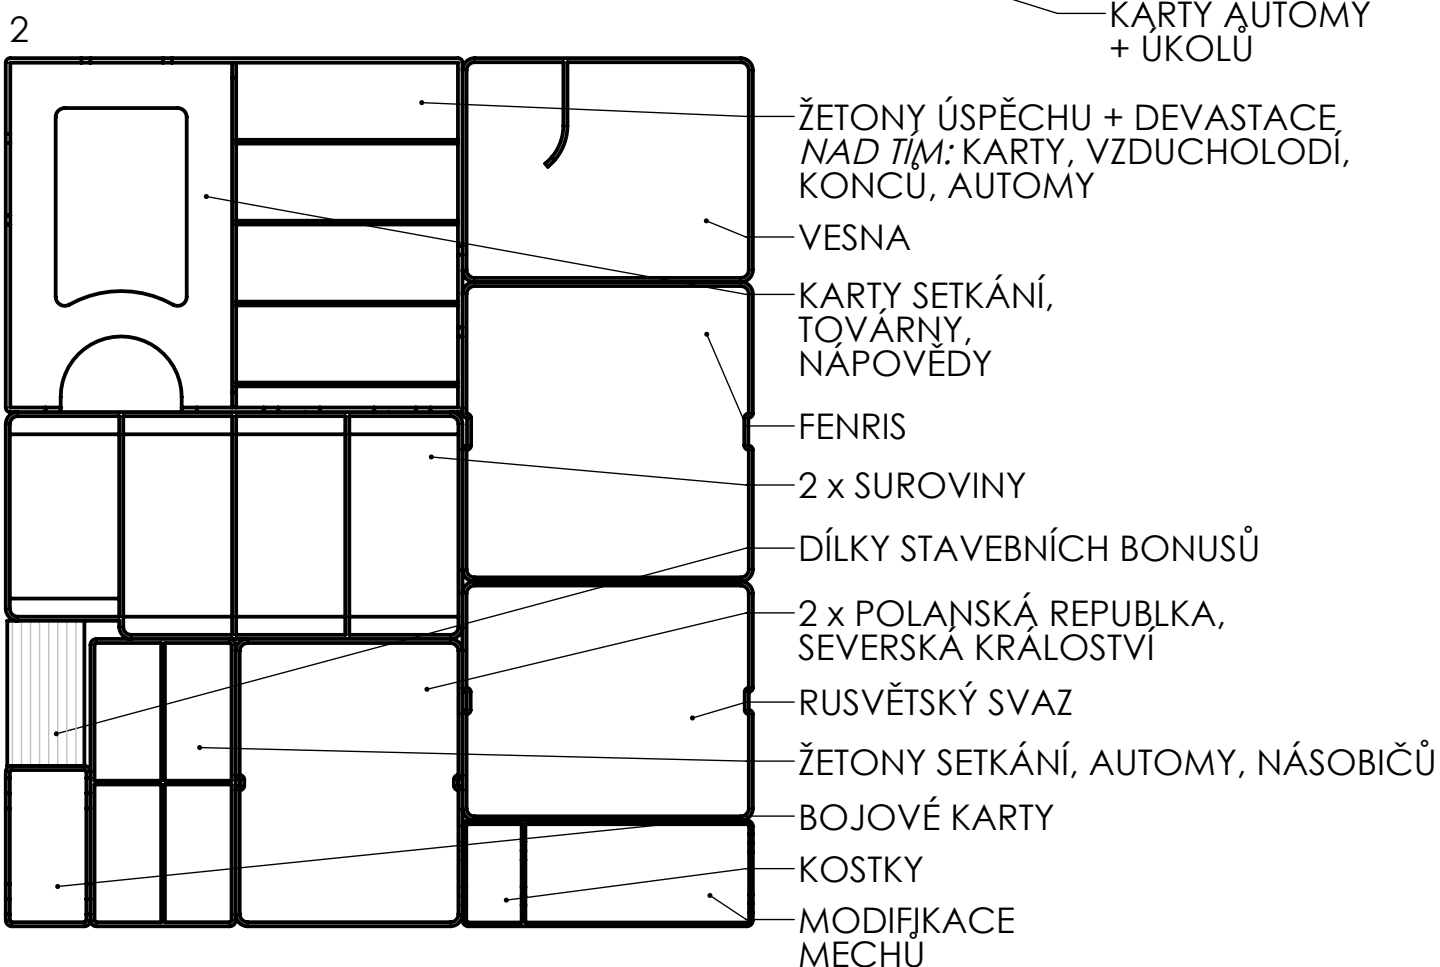 KARTY AUTOMY
+ ÚKOLŮ
2
ŽETONY ÚSPĚCHU + DEVASTACE
NAD TÍM: KARTY, VZDUCHOLODÍ,
KONCŮ, AUTOMY
VESNA
KARTY SETKÁNÍ,
TOVÁRNY,
NÁPOVĚDY
FENRIS
2 x SUROVINY
DÍLKY STAVEBNÍCH BONUSŮ
2 x POLANSKÁ REPUBLKA,
SEVERSKÁ KRÁLOSTVÍ
RUSVĚTSKÝ SVAZ
ŽETONY SETKÁNÍ, AUTOMY, NÁSOBIČŮ
BOJOVÉ KARTY
KOSTKY
MODIFIKACE
MECHŮ